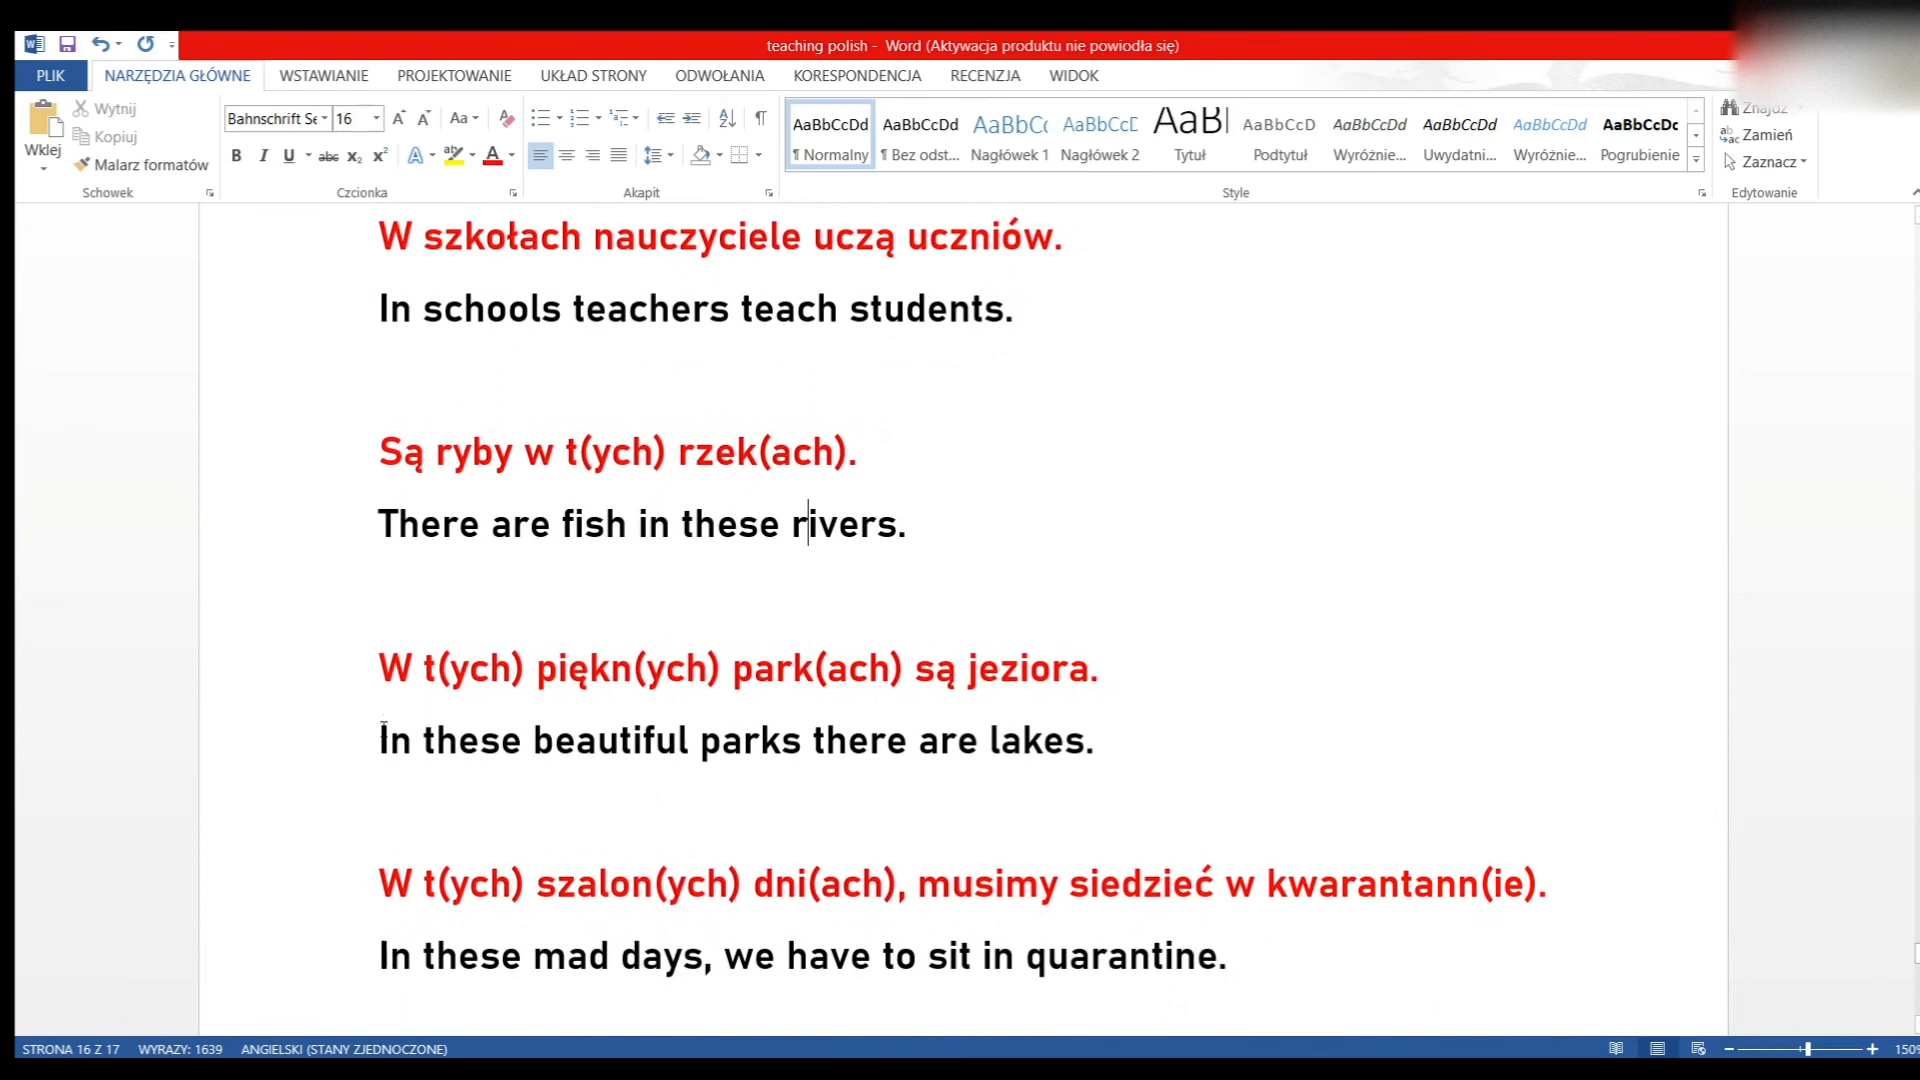 teaching polish - Word (Aktywacja produktu nie powiodła się)
PLIK NARZĘDZIA GŁÓWNE WSTAWIANIE PROJEKTOWANIE UKŁAD STRONY ODWOŁANIA KORESPONDENCJA RECENZJA WIDOK
Wklej
Wytnij
Kopiuj
Malarz formatów
Schowek
Bahnschrift Se 16
Czcionka
Akapit
AaBbCcDd AaBbCcDd AaBbC AaBbCcD AaB AaBbCcD AaBbCcDd AaBbCcDd AaBbCcDd AaBbCcDc
¶ Normalny ¶ Bez odst... Nagłówek 1 Nagłówek 2 Tytuł Podtytuł Wyróżnie... Uwydatni... Wyróżnie... Pogrubienie
Style
Znajdź
Zamień
Zaznacz
Edytowanie
W szkołach nauczyciele uczą uczniów.
In schools teachers teach students.
Są ryby w t(ych) rzek(ach).
There are fish in these rivers.
W t(ych) piękn(ych) park(ach) są jeziora.
In these beautiful parks there are lakes.
W t(ych) szalon(ych) dni(ach), musimy siedzieć w kwarantann(ie).
In these mad days, we have to sit in quarantine.
STRONA 16 Z 17 WYRAZY: 1639 ANGIELSKI (STANY ZJEDNOCZONE) 150%